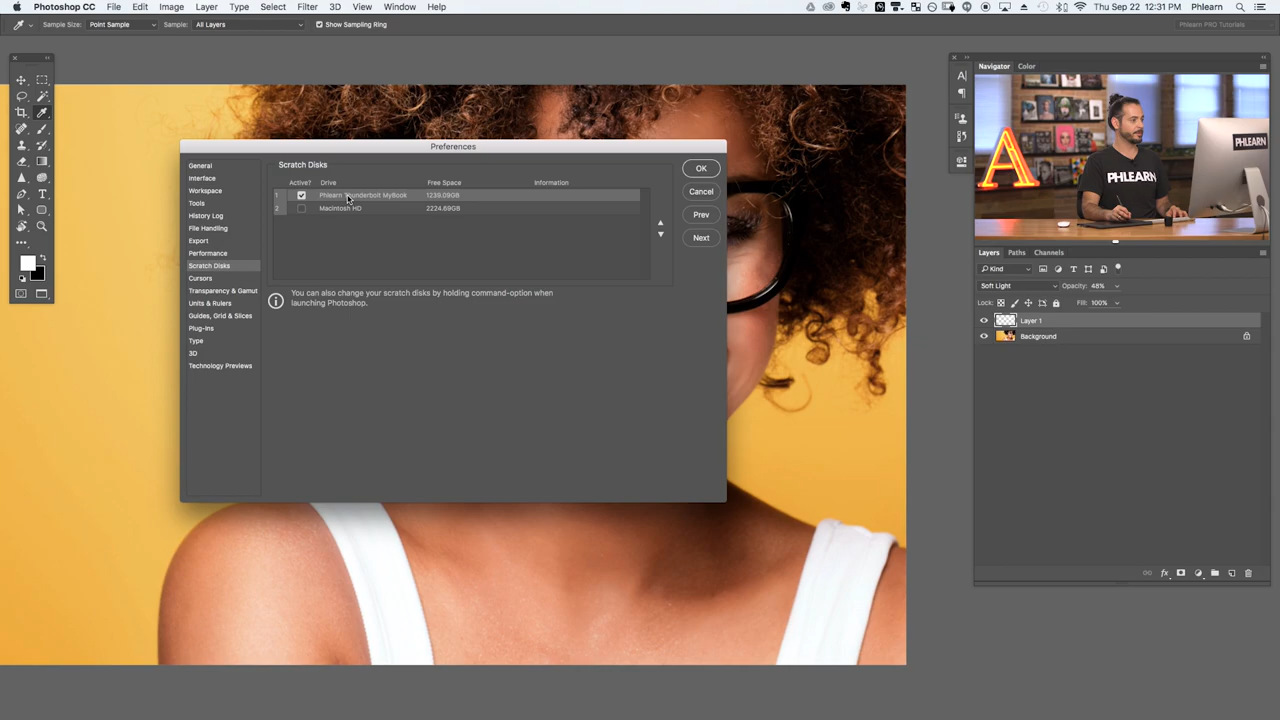 Photoshop CC File Edit Image Layer Type Select Filter 3D View Window Help Thu Sep 22 12:31 PM Phlearn
Sample Size: Point Sample Sample: All Layers Show Sampling Ring Phlearn PRO Tutorials
Navigator Color
Preferences
General
Interface
Workspace
Tools
History Log
File Handling
Export
Performance
Scratch Disks
Cursors
Transparency & Gamut
Units & Rulers
Guides, Grid & Slices
Plug-Ins
Type
3D
Technology Previews
Scratch Disks
Active? Drive Free Space Information
1 Phlearn Thunderbolt MyBook 1239.09GB
2 Macintosh HD 2224.69GB
You can also change your scratch disks by holding command-option when
launching Photoshop.
OK
Cancel
Prev
Next
PHLEARN
PHLEARN
Layers Paths Channels
Kind
Soft Light Opacity: 48%
Lock: Fill: 100%
Layer 1
Background
fx